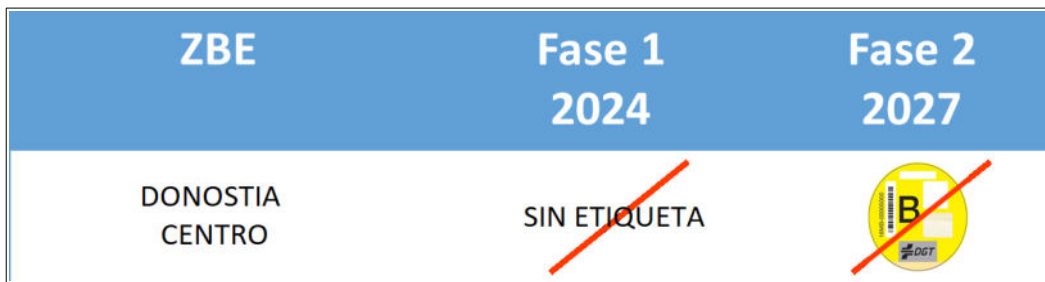 ZBE
Fase 1
2024
Fase 2
2027
DONOSTIA
CENTRO
SIN ETIQUETA
B
DGT